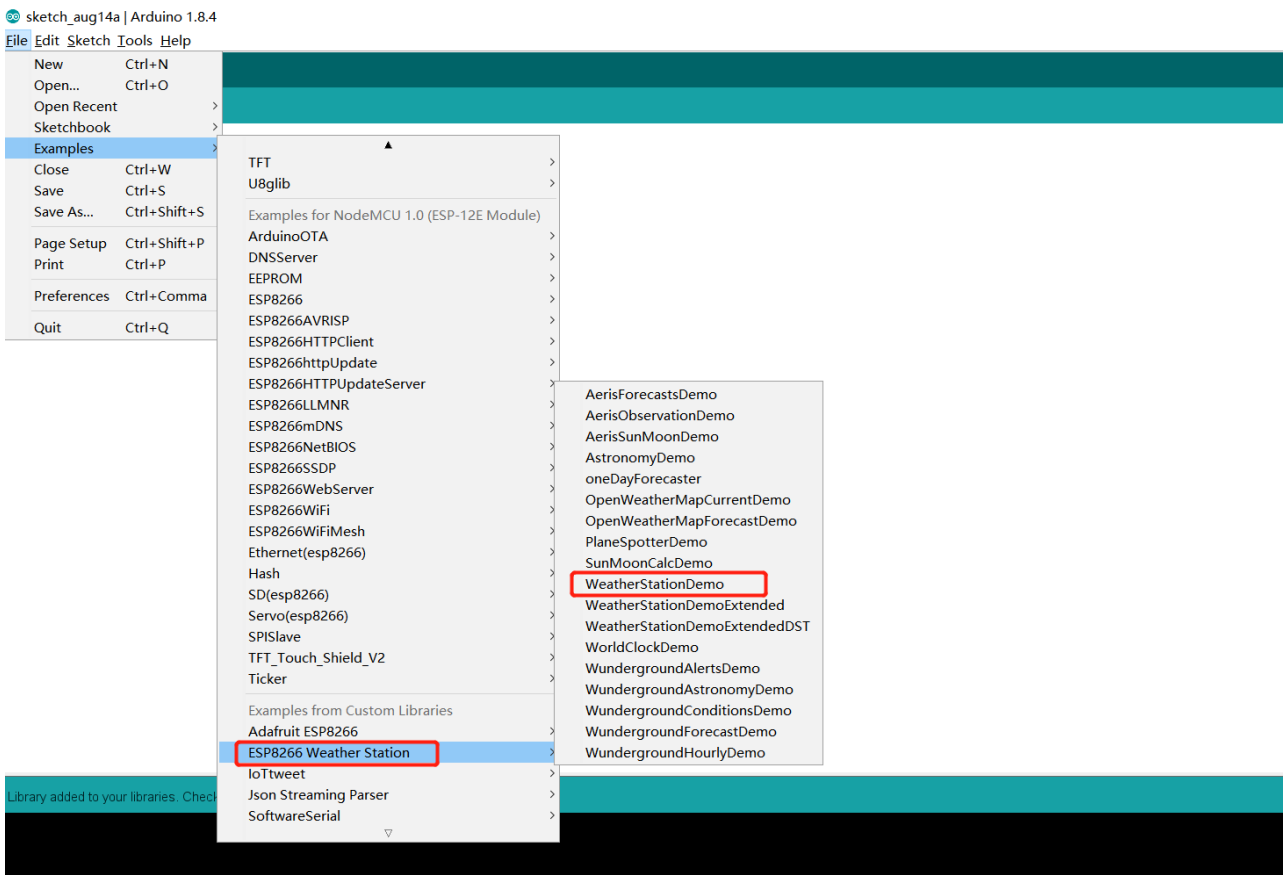 sketch_aug14a | Arduino 1.8.4
File Edit Sketch Tools Help
New Ctrl+N
Open... Ctrl+O
Open Recent
Sketchbook
Examples
Close Ctrl+W
Save Ctrl+S
Save As... Ctrl+Shift+S
Page Setup Ctrl+Shift+P
Print Ctrl+P
Preferences Ctrl+Comma
Quit Ctrl+Q
TFT
U8glib
Examples for NodeMCU 1.0 (ESP-12E Module)
ArduinoOTA
DNSServer
EEPROM
ESP8266
ESP8266AVRISP
ESP8266HTTPClient
ESP8266httpUpdate
ESP8266HTTPUpdateServer
ESP8266LLMNR
ESP8266mDNS
ESP8266NetBIOS
ESP8266SSDP
ESP8266WebServer
ESP8266WiFi
ESP8266WiFiMesh
Ethernet(esp8266)
Hash
SD(esp8266)
Servo(esp8266)
SPISlave
TFT_Touch_Shield_V2
Ticker
Examples from Custom Libraries
Adafruit ESP8266
ESP8266 Weather Station
IoTtweet
Json Streaming Parser
SoftwareSerial
AerisForecastsDemo
AerisObservationDemo
AerisSunMoonDemo
AstronomyDemo
oneDayForecaster
OpenWeatherMapCurrentDemo
OpenWeatherMapForecastDemo
PlaneSpotterDemo
SunMoonCalcDemo
WeatherStationDemo
WeatherStationDemoExtended
WeatherStationDemoExtendedDST
WorldClockDemo
WundergroundAlertsDemo
WundergroundAstronomyDemo
WundergroundConditionsDemo
WundergroundForecastDemo
WundergroundHourlyDemo
Library added to your libraries. Check